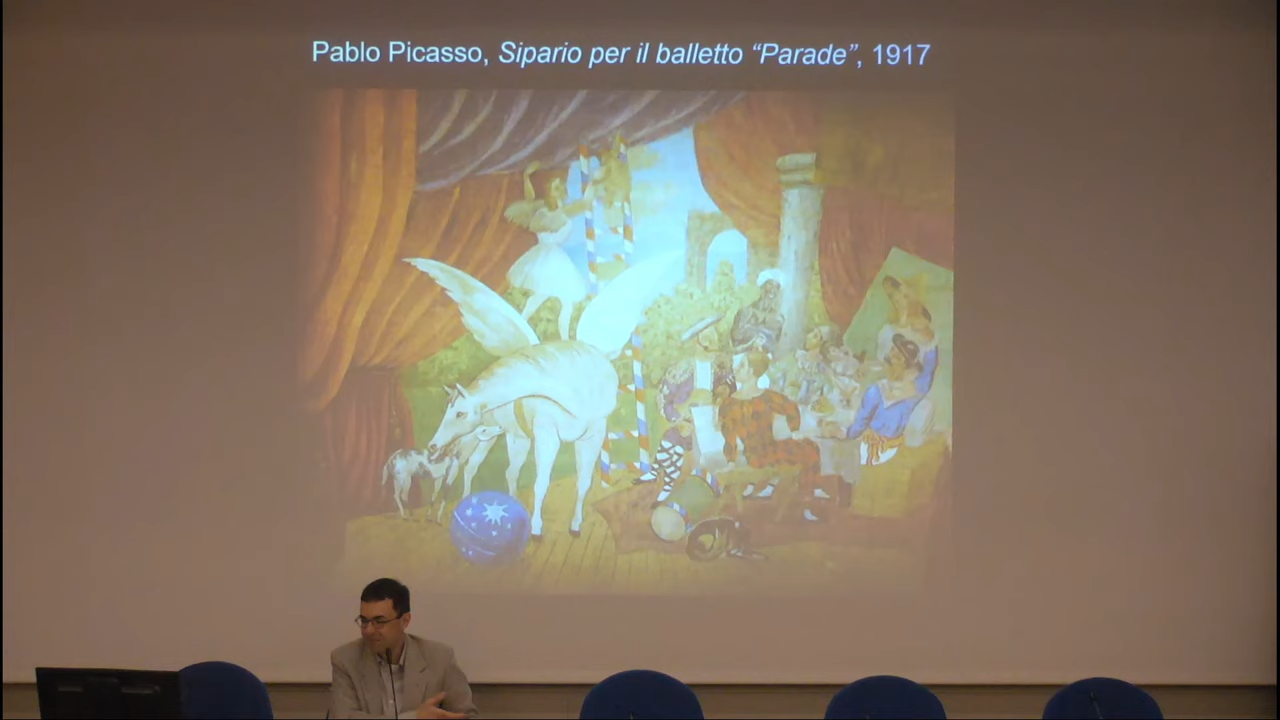 Pablo Picasso, Sipario per il balletto “Parade”, 1917